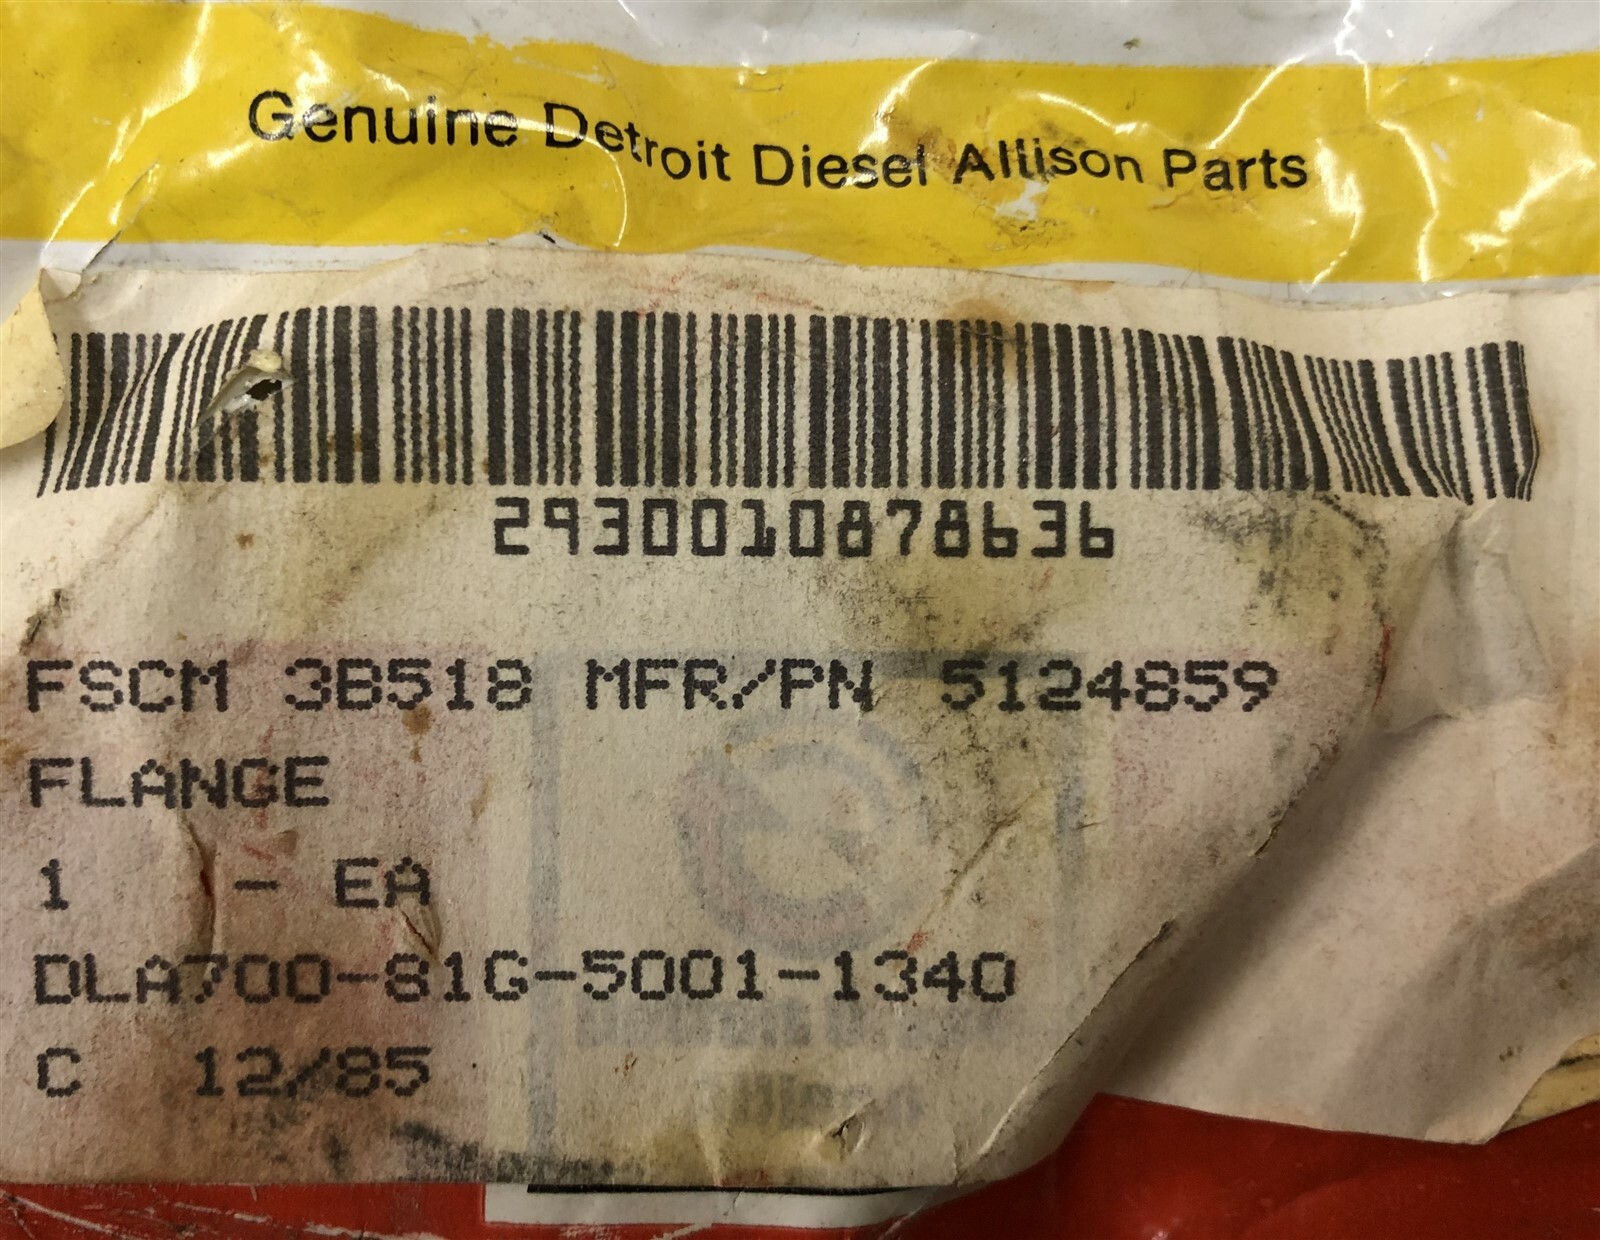 Genuine Detroit Diesel Allison Parts
2930010878636
FSCM 3B518 MFR/PN 5124859
FLANGE
1 - EA
DLA700-81G-5001-1340
C 12/85